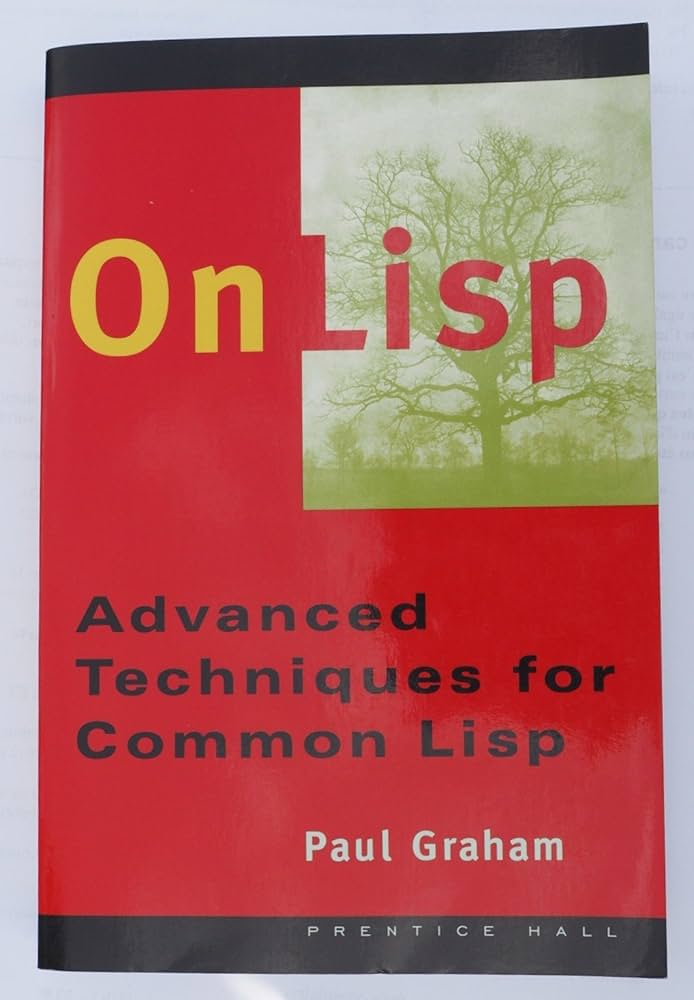 On Lisp
Advanced
Techniques for
Common Lisp
Paul Graham
PRENTICE HALL